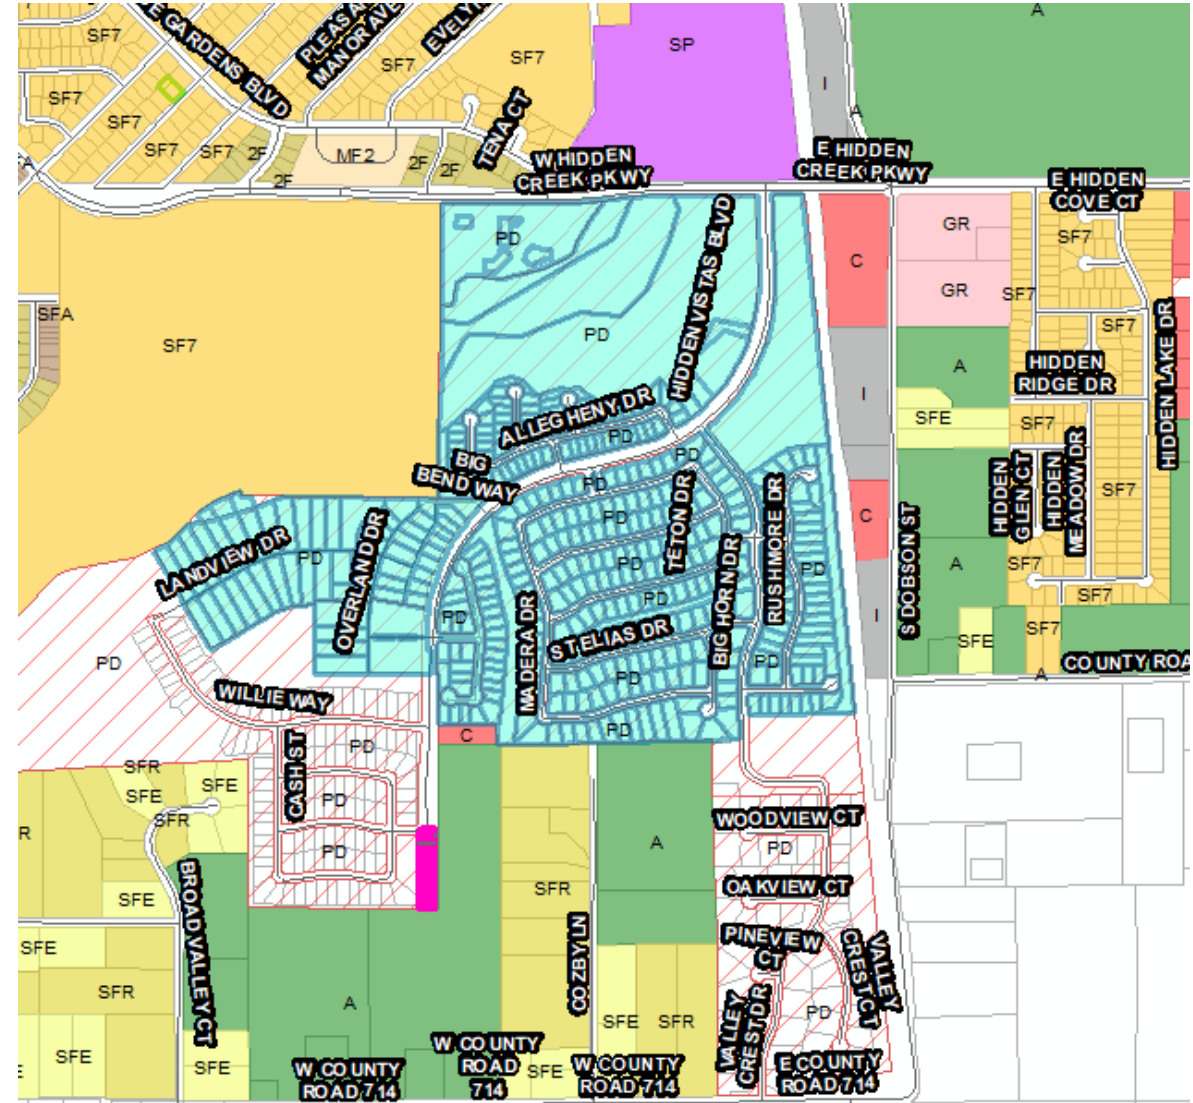 SF7
E GARDENS BLVD
PLEAS
MANOR AVE
EVELY
SF7
SF7
SP
A
I
A
SF7
SF7
SF7
SF7
2F
2F
MF2
2F
2F
TENA CT
W HIDDEN
CREEK PKWY
E HIDDEN
CREEK PKWY
E HIDDEN
COVE CT
PD
HIDDEN VISTAS BLVD
C
GR
GR
SF7
SF7
SFA
SF7
PD
SF7
HIDDEN LAKE DR
A
HIDDEN
RIDGE DR
I
SFE
SF7
ALLEGHENY DR
PD
BIG
BEND WAY
PD
PD
PD
TETON DR
RUSHMORE DR
C
S DOBSON ST
HIDDEN
GLEN CT
HIDDEN
MEADOW DR
SF7
LANDVIEW DR
PD
OVERLAND DR
PD
PD
PD
A
SF7
SF7
PD
MADERA DR
ST ELIAS DR
BIG HORN DR
I
SFE
SF7
PD
PD
PD
COUNTY ROA
A
WILLIE WAY
PD
PD
C
CASH ST
PD
PD
PD
SFR
SFE
SFE
SFR
R
SFE
BROAD VALLEY CT
A
WOODVIEW CT
PD
OAKVIEW CT
SFR
COZBY LN
PINEVIEW
CT
VALLEY
CREST CT
VALLEY
CREST DR
PD
SFE
SFR
A
SFE
SFR
SFE
SFE
W COUNTY
ROAD 714
W COUNTY
ROAD
714
SFE
W COUNTY
ROAD 714
E COUNTY
ROAD 714